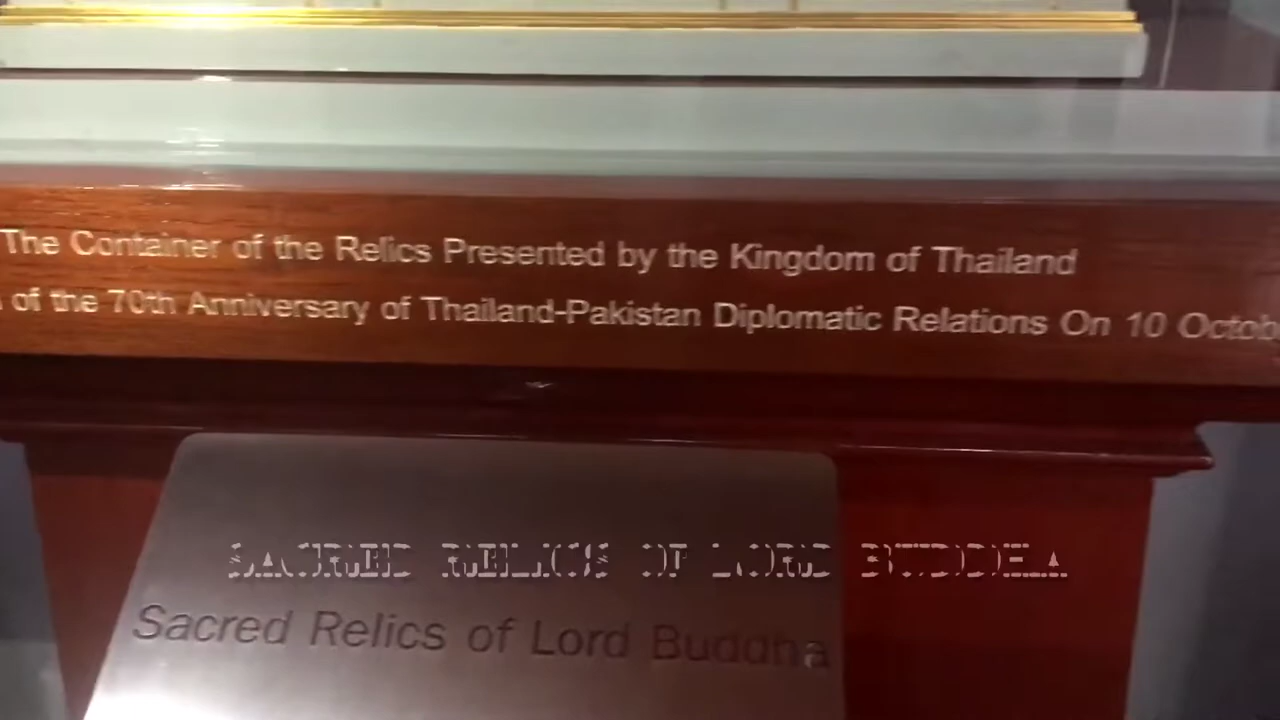 The Container of the Relics Presented by the Kingdom of Thailand
of the 70th Anniversary of Thailand-Pakistan Diplomatic Relations On 10
SACRED RELICS OF LORD BUDDHA
Sacred Relics of Lord Buddha